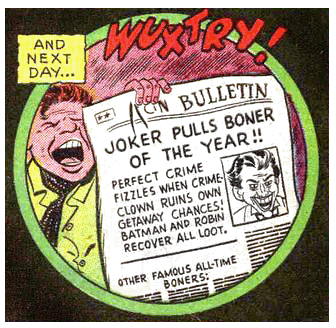 AND
NEXT
DAY...
WUXTRY!
BULLETIN
JOKER PULLS BONER
OF THE YEAR!!
PERFECT CRIME
FIZZLES WHEN CRIME-
CLOWN RUINS OWN
GETAWAY CHANCES!
BATMAN AND ROBIN
RECOVER ALL LOOT.
OTHER FAMOUS ALL-TIME
BONERS: